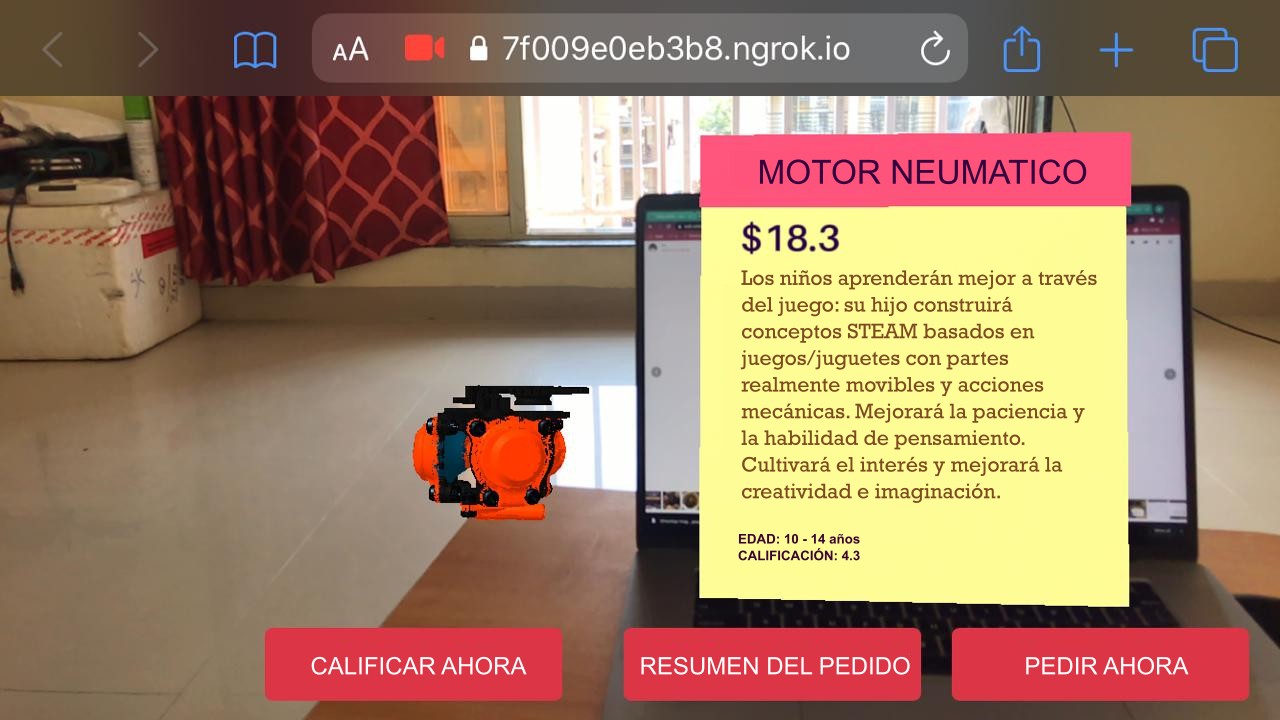 AA 7f009e0eb3b8.ngrok.io
MOTOR NEUMATICO
$18.3
Los niños aprenderán mejor a través
del juego: su hijo construirá
conceptos STEAM basados en
juegos/juguetes con partes
realmente movibles y acciones
mecánicas. Mejorará la paciencia y
la habilidad de pensamiento.
Cultivará el interés y mejorará la
creatividad e imaginación.
EDAD: 10 - 14 años
CALIFICACIÓN: 4.3
CALIFICAR AHORA
RESUMEN DEL PEDIDO
PEDIR AHORA